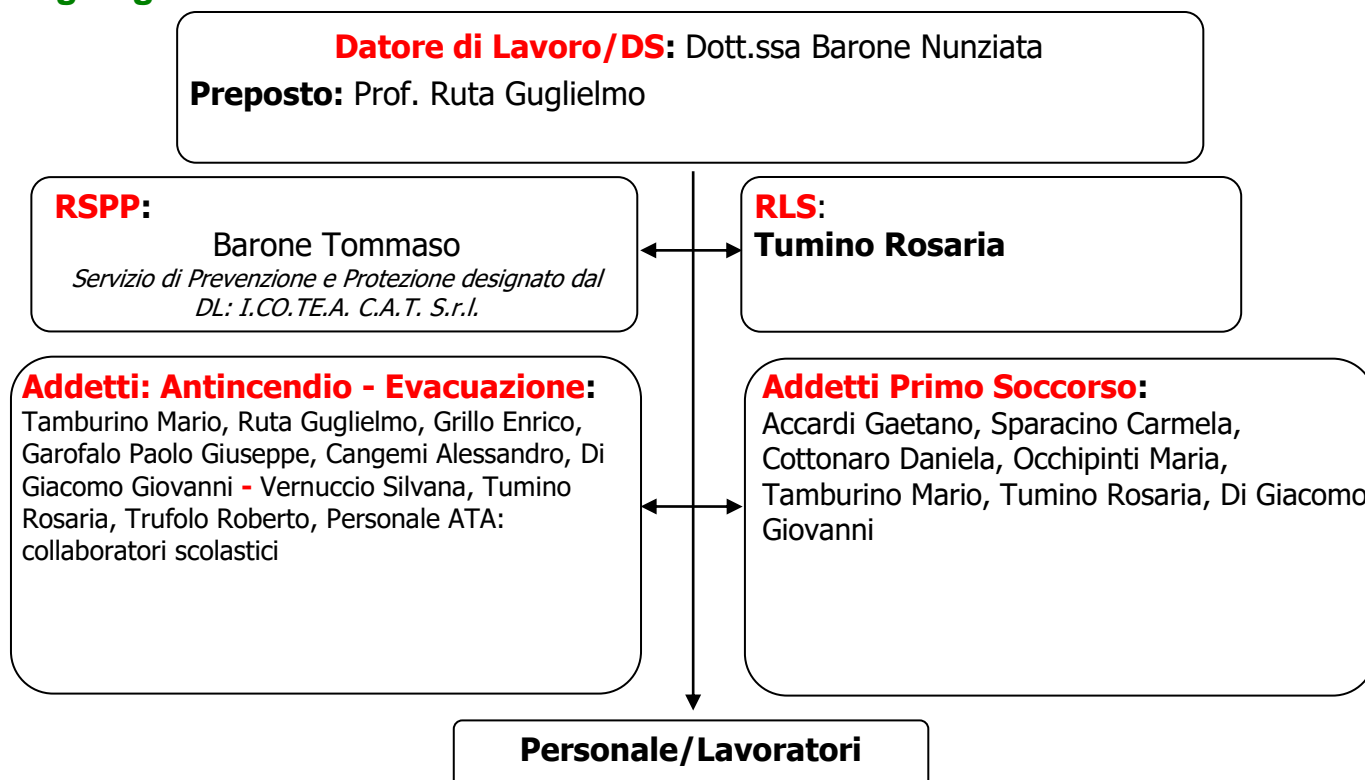 Datore di Lavoro/DS: Dott.ssa Barone Nunziata
Preposto: Prof. Ruta Guglielmo
RSPP:
Barone Tommaso
Servizio di Prevenzione e Protezione designato dal
DL: I.CO.TE.A. C.A.T. S.r.l.
RLS:
Tumino Rosaria
Addetti: Antincendio - Evacuazione:
Tamburino Mario, Ruta Guglielmo, Grillo Enrico,
Garofalo Paolo Giuseppe, Cangemi Alessandro, Di
Giacomo Giovanni - Vernuccio Silvana, Tumino
Rosaria, Trufolo Roberto, Personale ATA:
collaboratori scolastici
Addetti Primo Soccorso:
Accardi Gaetano, Sparacino Carmela,
Cottonaro Daniela, Occhipinti Maria,
Tamburino Mario, Tumino Rosaria, Di Giacomo
Giovanni
Personale/Lavoratori